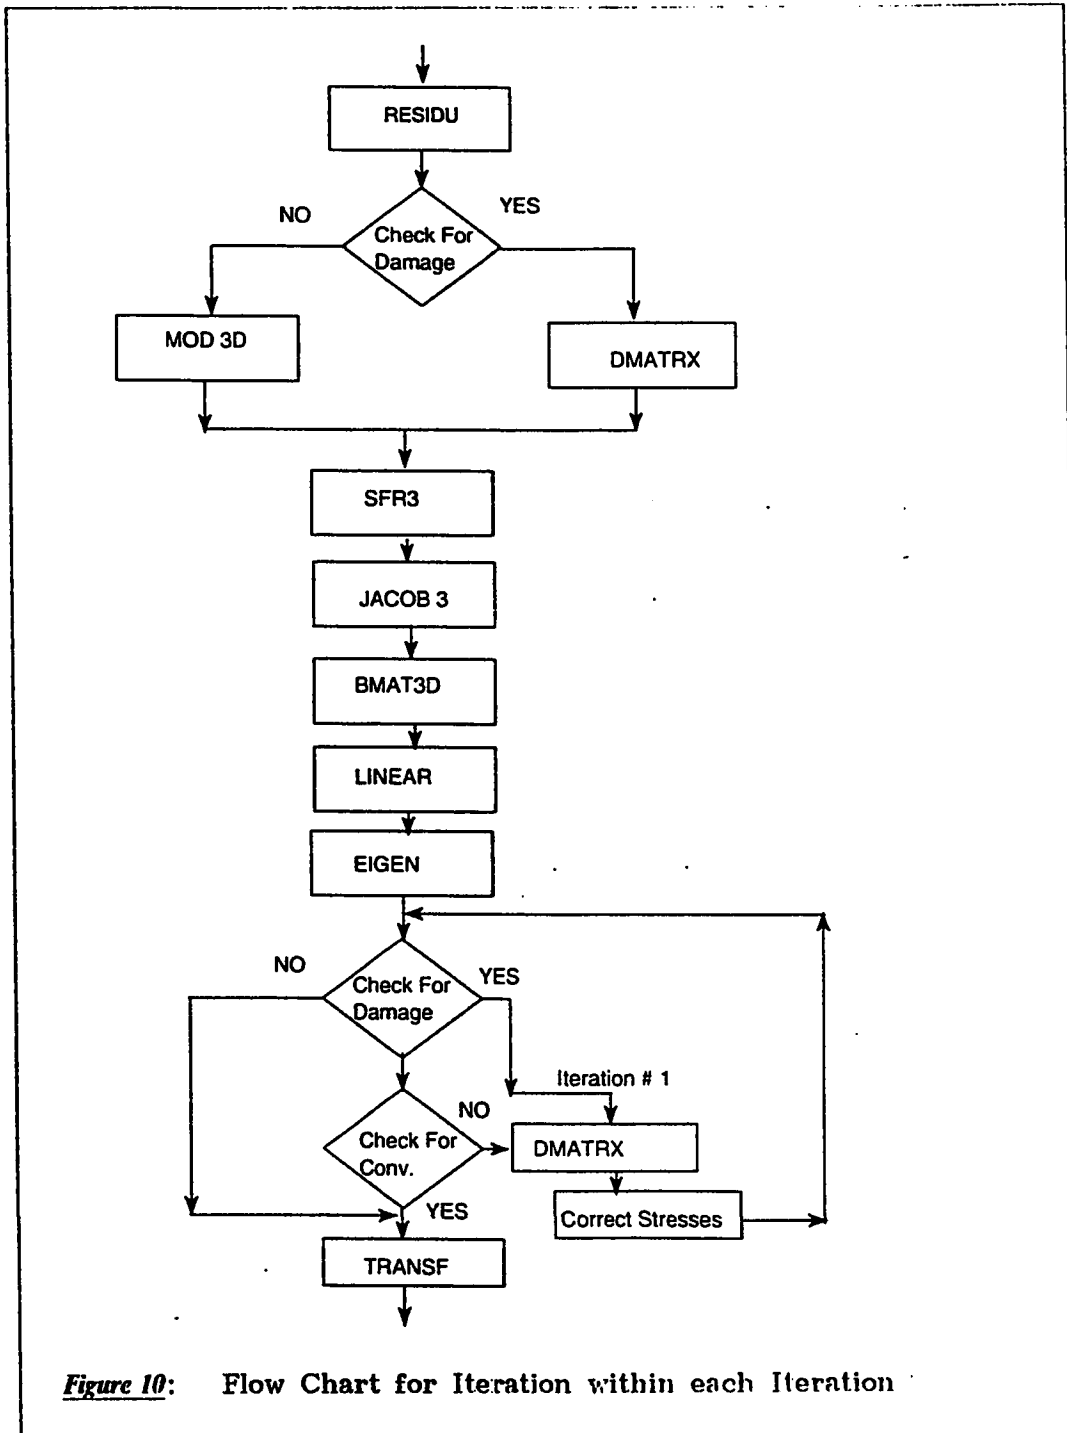 RESIDU
NO
YES
Check For
Damage
MOD 3D
DMATRX
SFR3
JACOB 3
BMAT3D
LINEAR
EIGEN
NO
YES
Check For
Damage
Iteration # 1
NO
Check For
Conv.
DMATRX
YES
Correct Stresses
TRANSF
Figure 10: Flow Chart for Iteration within each Iteration